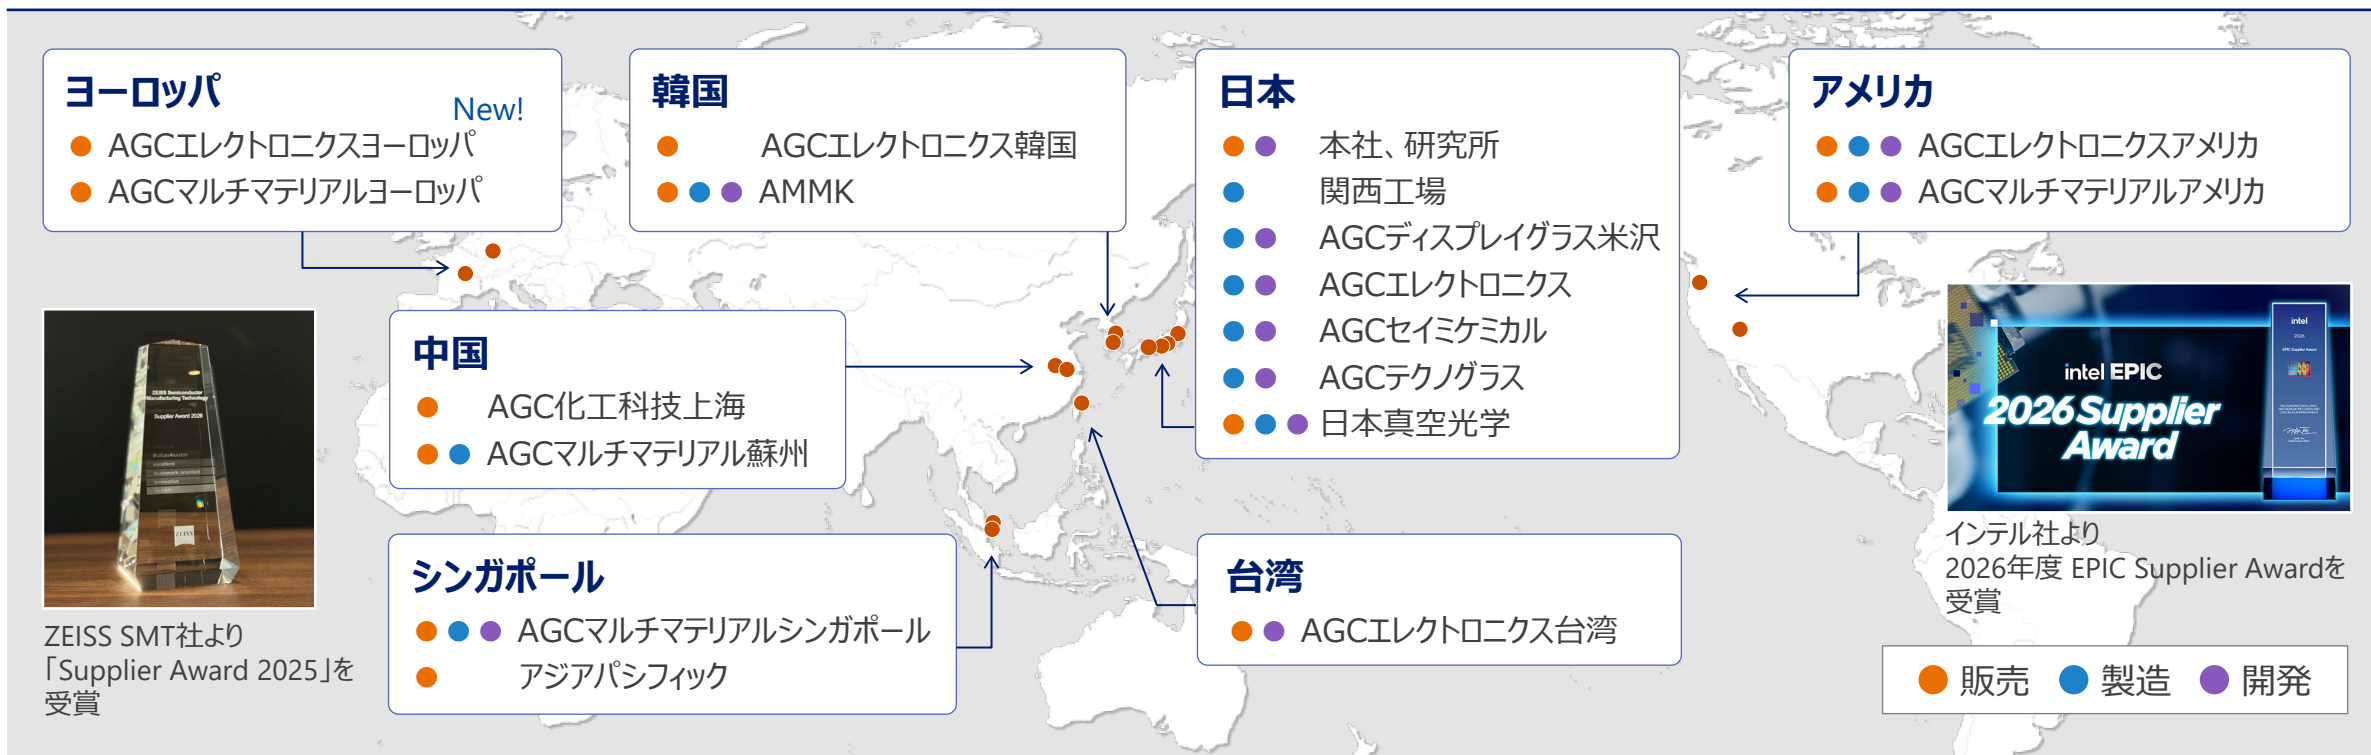 ヨーロッパ
New!
AGCエレクトロニクスヨーロッパ
AGCマルチマテリアルヨーロッパ
韓国
AGCエレクトロニクス韓国
AMMK
日本
本社、研究所
関西工場
AGCディスプレイグラス米沢
AGCエレクトロニクス
AGCセイミケミカル
AGCテクノグラス
日本真空光学
アメリカ
AGCエレクトロニクスアメリカ
AGCマルチマテリアルアメリカ
中国
AGC化工科技上海
AGCマルチマテリアル蘇州
シンガポール
AGCマルチマテリアルシンガポール
アジアパシフィック
台湾
AGCエレクトロニクス台湾
ZEISS Semiconductor
Manufacturing Technology
Supplier Award 2026
ZEISS
ZEISS SMT社より
「Supplier Award 2025」を
受賞
intel EPIC
2026 Supplier
Award
intel
2026
EPIC Supplier Award
インテル社より
2026年度 EPIC Supplier Awardを
受賞
販売 製造 開発